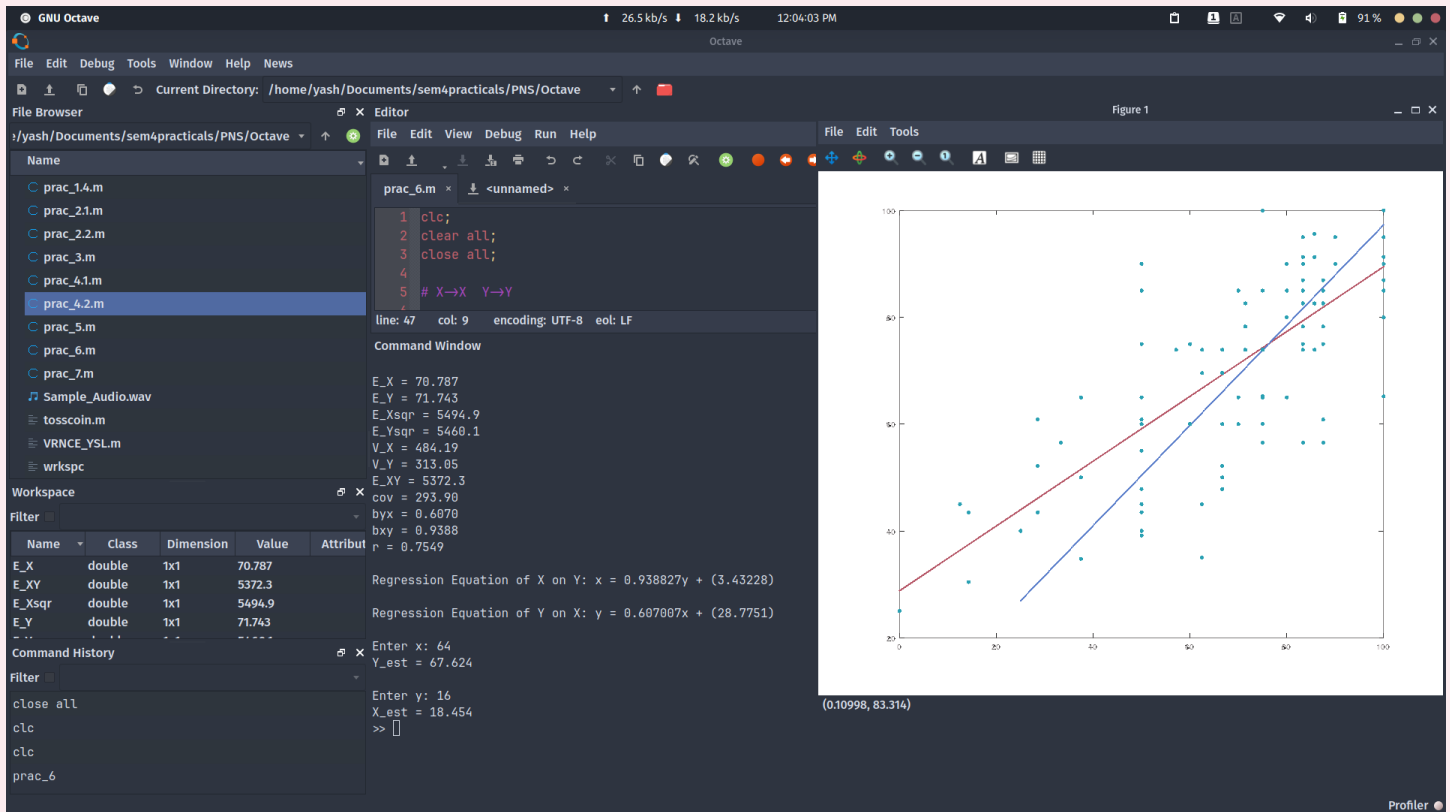 GNU Octave
26.5 kb/s 18.2 kb/s 12:04:03 PM
1 A 91 %
Octave
File Edit Debug Tools Window Help News
Current Directory: /home/yash/Documents/sem4practicals/PNS/Octave
File Browser
:/yash/Documents/sem4practicals/PNS/Octave
Name
prac_1.4.m
prac_2.1.m
prac_2.2.m
prac_3.m
prac_4.1.m
prac_4.2.m
prac_5.m
prac_6.m
prac_7.m
Sample_Audio.wav
tosscoin.m
VRNCE_YSL.m
wrkspc
Workspace
Filter
Name Class Dimension Value Attribut
E_X double 1x1 70.787
E_XY double 1x1 5372.3
E_Xsqr double 1x1 5494.9
E_Y double 1x1 71.743
Command History
Filter
close all
clc
clc
prac_6
Editor
File Edit View Debug Run Help
prac_6.m × <unnamed> ×
1 clc;
2 clear all;
3 close all;
4
5 # X→X Y→Y
line: 47 col: 9 encoding: UTF-8 eol: LF
Command Window
E_X = 70.787
E_Y = 71.743
E_Xsqr = 5494.9
E_Ysqr = 5460.1
V_X = 484.19
V_Y = 313.05
E_XY = 5372.3
cov = 293.90
byx = 0.6070
bxy = 0.9388
r = 0.7549
Regression Equation of X on Y: x = 0.938827y + (3.43228)
Regression Equation of Y on X: y = 0.607007x + (28.7751)
Enter x: 64
Y_est = 67.624
Enter y: 16
X_est = 18.454
>>
Figure 1
File Edit Tools
A
100
80
60
40
20
0 20 40 60 80 100
(0.10998, 83.314)
Profiler